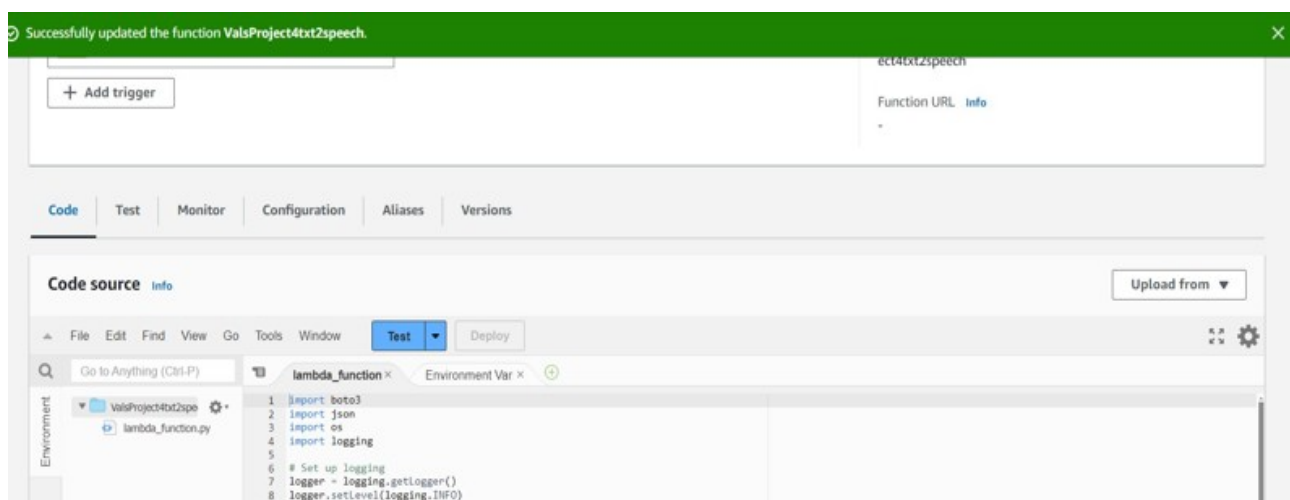 Successfully updated the function ValsProject4txt2speech.
ect4txt2speech
+ Add trigger
Function URL Info
-
Code Test Monitor Configuration Aliases Versions
Code source Info
Upload from ▼
File Edit Find View Go Tools Window Test Deploy
Go to Anything (Ctrl-P)
lambda_function × Environment Var ×
Environment
ValsProject4txt2spe
lambda_function.py
1 import boto3
2 import json
3 import os
4 import logging
5
6 # Set up logging
7 logger = logging.getLogger()
8 logger.setLevel(logging.INFO)